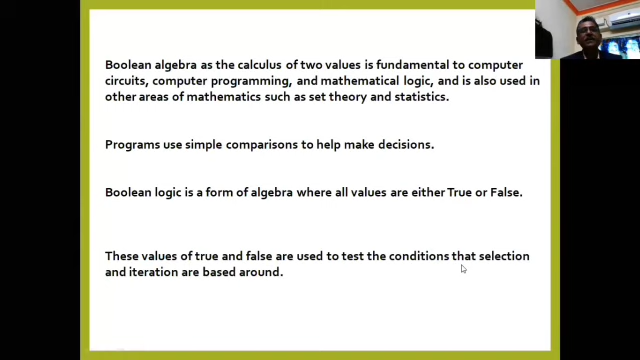 Boolean algebra as the calculus of two values is fundamental to computer
circuits, computer programming, and mathematical logic, and is also used in
other areas of mathematics such as set theory and statistics.
Programs use simple comparisons to help make decisions.
Boolean logic is a form of algebra where all values are either True or False.
These values of true and false are used to test the conditions that selection
and iteration are based around.